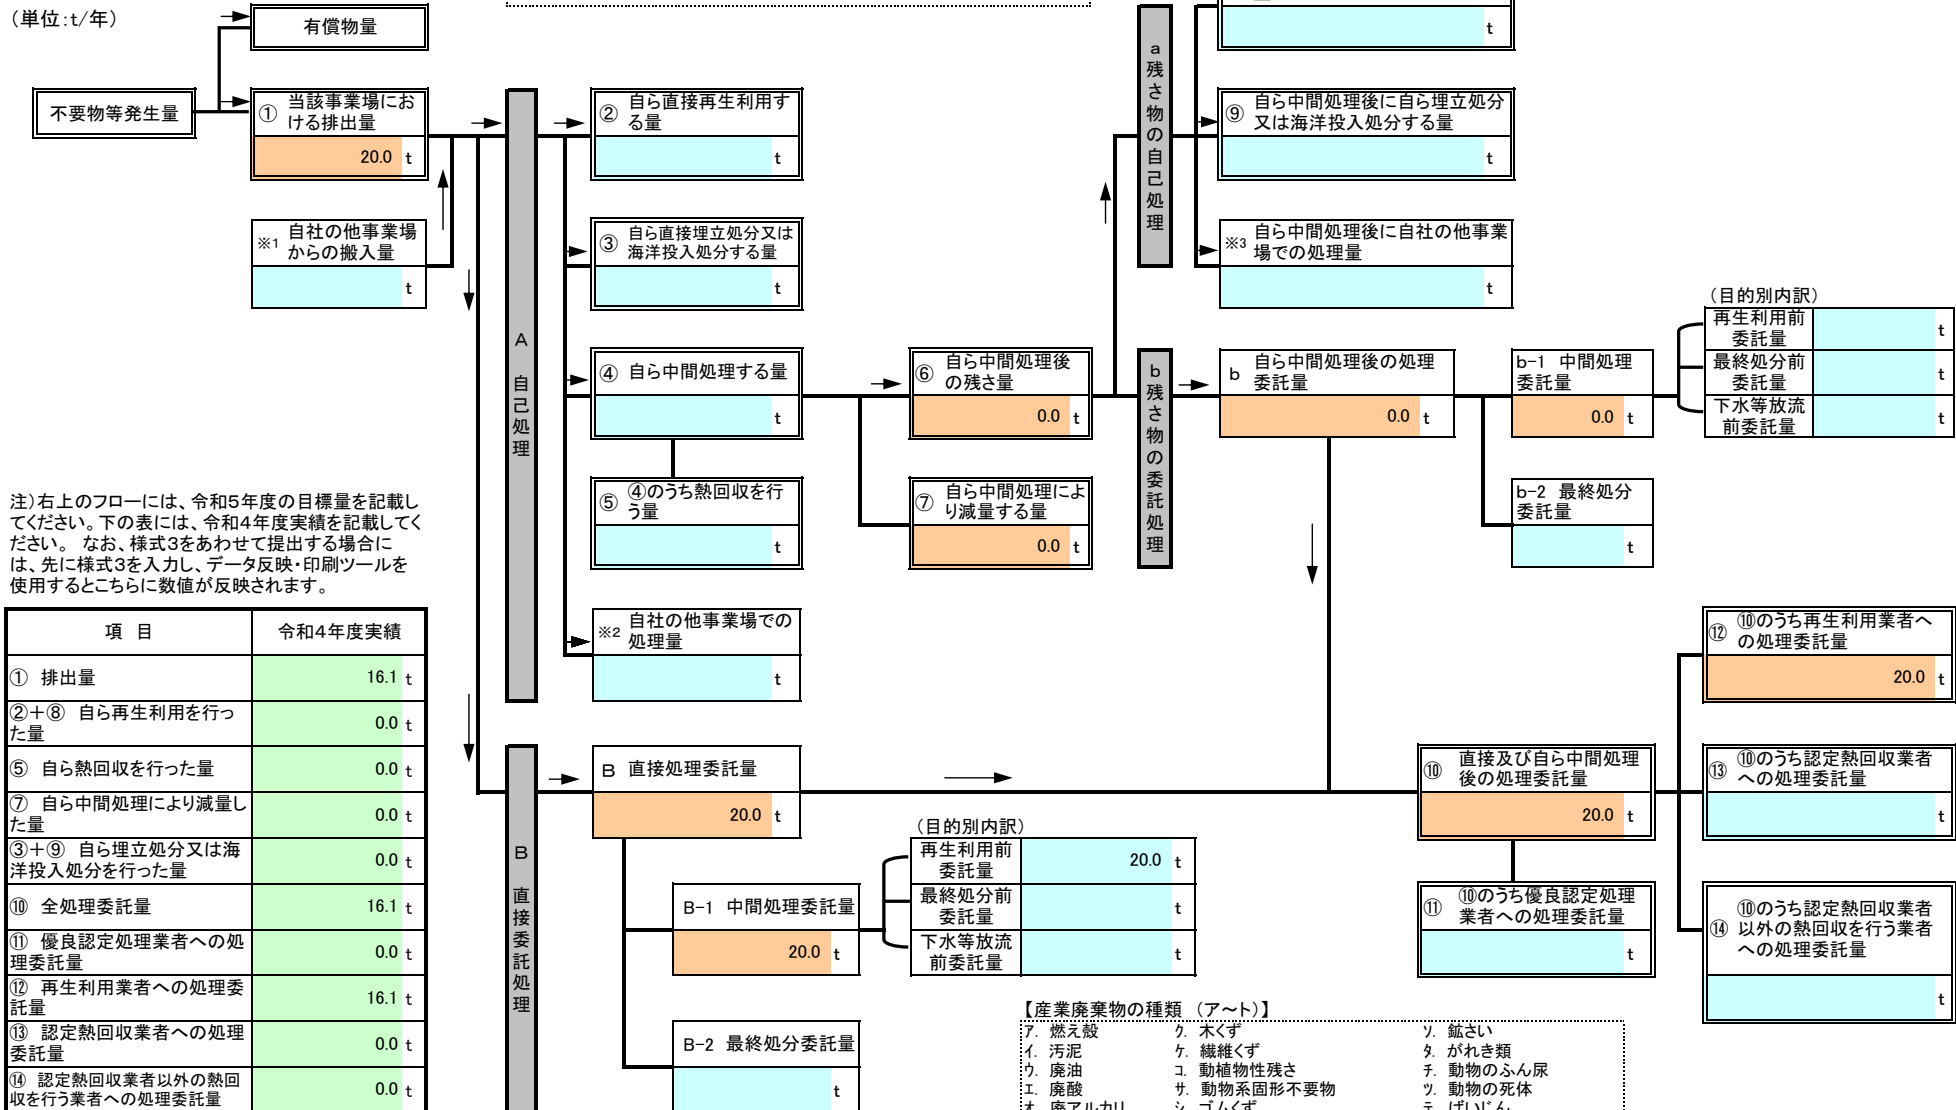 （単位：t/年）
有償物量
不要物等発生量
① 当該事業場にお
ける排出量
20.0 t
※1 自社の他事業場
からの搬入量
t
A 自己処理
② 自ら直接再生利用す
る量
t
③ 自ら直接埋立処分又は
海洋投入処分する量
t
④ 自ら中間処理する量
t
⑤ ④のうち熱回収を行
う量
t
※2 自社の他事業場での
処理量
t
⑥ 自ら中間処理後
の残さ量
0.0 t
⑦ 自ら中間処理によ
り減量する量
0.0 t
a 残さ物の自己処理
t
⑨ 自ら中間処理後に自ら埋立処分
又は海洋投入処分する量
t
※3 自ら中間処理後に自社の他事業
場での処理量
t
b 残さ物の委託処理
b 自ら中間処理後の処理
委託量
0.0 t
b-1 中間処理
委託量
0.0 t
b-2 最終処分
委託量
t
（目的別内訳）
再生利用前
委託量
t
最終処分前
委託量
t
下水等放流
前委託量
t
注）右上のフローには、令和５年度の目標量を記載し
てください。下の表には、令和４年度実績を記載してく
ださい。 なお、様式３をあわせて提出する場合に
は、先に様式３を入力し、データ反映・印刷ツールを
使用するとこちらに数値が反映されます。
項 目 令和４年度実績
① 排出量 16.1 t
②＋⑧ 自ら再生利用を行っ
た量 0.0 t
⑤ 自ら熱回収を行った量 0.0 t
⑦ 自ら中間処理により減量し
た量 0.0 t
③＋⑨ 自ら埋立処分又は海
洋投入処分を行った量 0.0 t
⑩ 全処理委託量 16.1 t
⑪ 優良認定処理業者への処
理委託量 0.0 t
⑫ 再生利用業者への処理委
託量 16.1 t
⑬ 認定熱回収業者への処理
委託量 0.0 t
⑭ 認定熱回収業者以外の熱回
収を行う業者への処理委託量 0.0 t
B 直接委託処理
B 直接処理委託量
20.0 t
B-1 中間処理委託量
20.0 t
B-2 最終処分委託量
t
（目的別内訳）
再生利用前
委託量
20.0 t
最終処分前
委託量
t
下水等放流
前委託量
t
⑩ 直接及び自ら中間処理
後の処理委託量
20.0 t
⑪ ⑩のうち優良認定処理
業者への処理委託量
t
⑫ ⑩のうち再生利用業者へ
の処理委託量
20.0 t
⑬ ⑩のうち認定熱回収業者
への処理委託量
t
⑭ ⑩のうち認定熱回収業者
以外の熱回収を行う業者
への処理委託量
t
【産業廃棄物の種類 （ア〜ト）】
ア. 燃え殻 ク. 木くず ソ. 鉱さい
イ. 汚泥 ケ. 繊維くず タ. がれき類
ウ. 廃油 コ. 動植物性残さ チ. 動物のふん尿
エ. 廃酸 サ. 動物系固形不要物 ツ. 動物の死体
オ. 廃アルカリ シ. ゴムくず テ. ばいじん